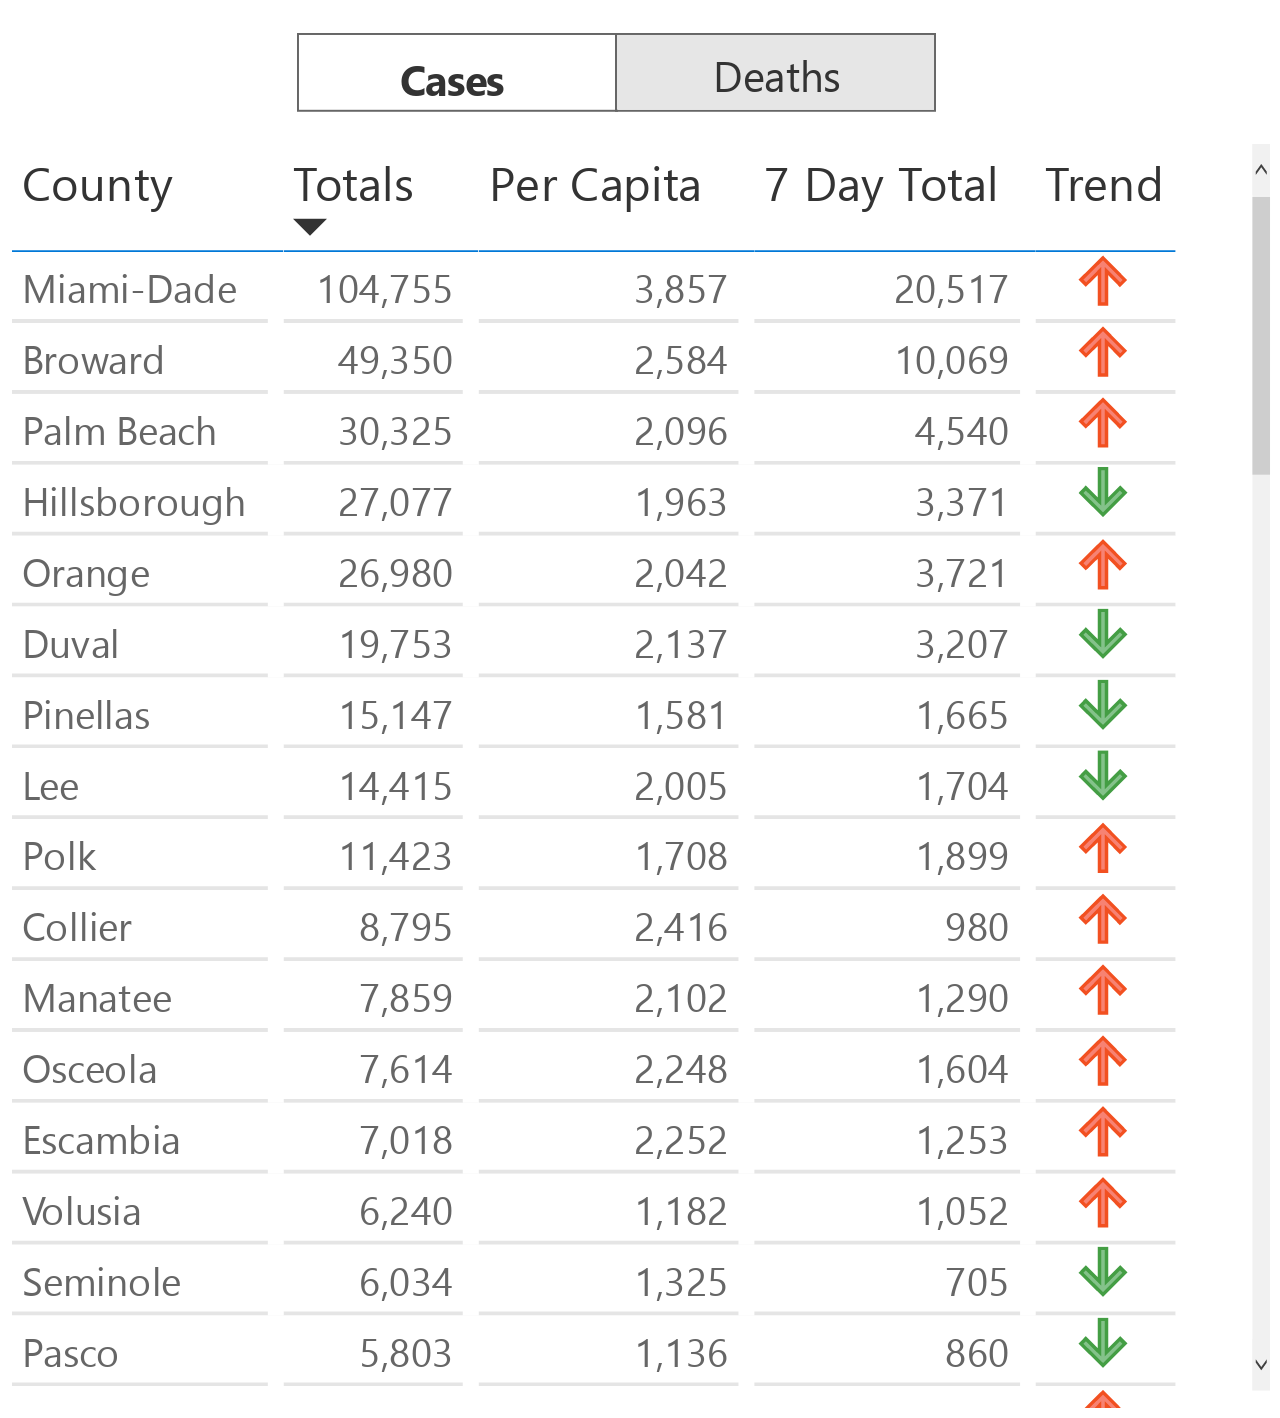 Cases Deaths
County Totals Per Capita 7 Day Total Trend
Miami-Dade 104,755 3,857 20,517
Broward 49,350 2,584 10,069
Palm Beach 30,325 2,096 4,540
Hillsborough 27,077 1,963 3,371
Orange 26,980 2,042 3,721
Duval 19,753 2,137 3,207
Pinellas 15,147 1,581 1,665
Lee 14,415 2,005 1,704
Polk 11,423 1,708 1,899
Collier 8,795 2,416 980
Manatee 7,859 2,102 1,290
Osceola 7,614 2,248 1,604
Escambia 7,018 2,252 1,253
Volusia 6,240 1,182 1,052
Seminole 6,034 1,325 705
Pasco 5,803 1,136 860